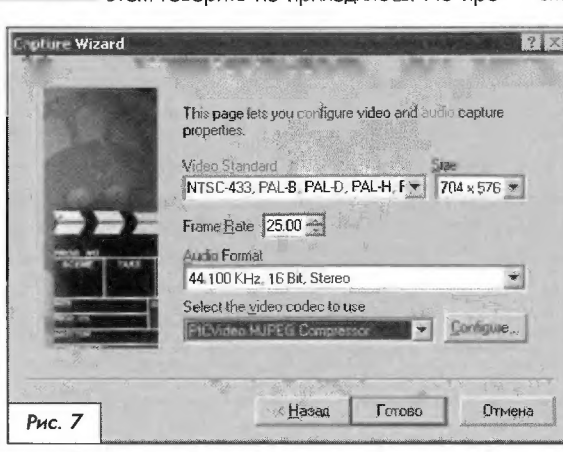 Capture Wizard
This page lets you configure video and audio capture
properties.
Video Standard
Size
NTSC-433, PAL-B, PAL-D, PAL-H, F
704 x 576
Frame Rate
25.00
Audio Format
44.100 KHz, 16 Bit, Stereo
Select the video codec to use
PICVideo MJPEG Compressor
Configure...
SCENE
TAKE
< Назад
Готово
Отмена
Рис. 7